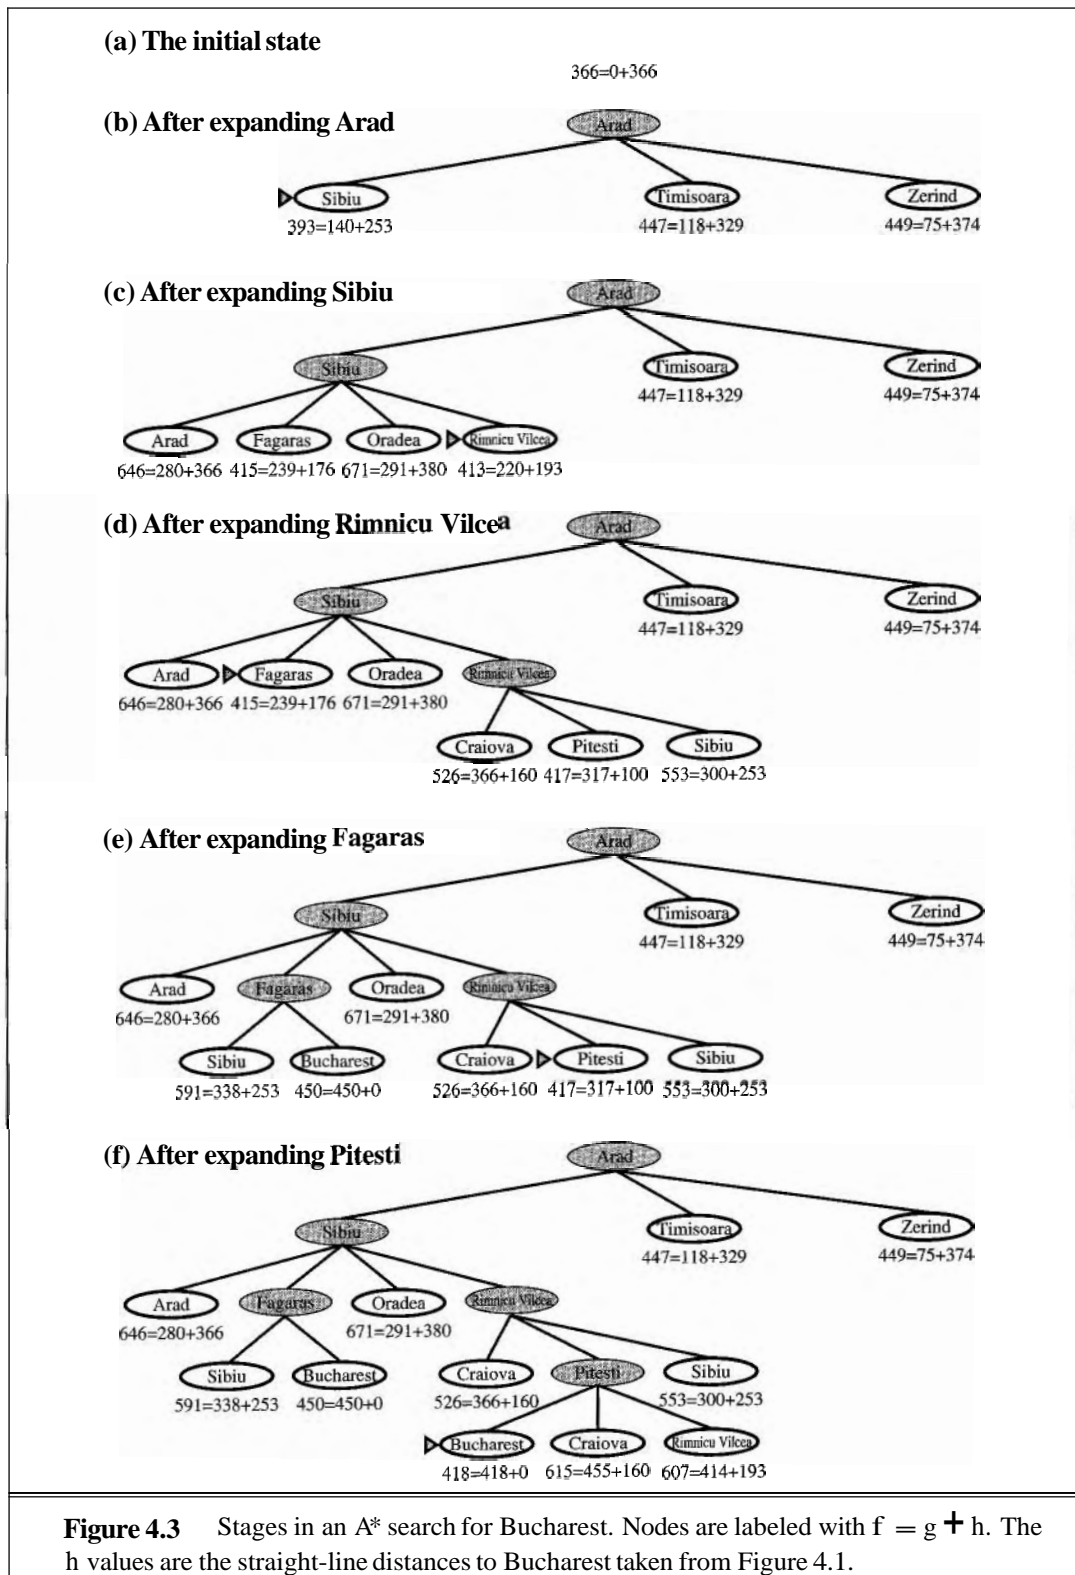 (a) The initial state
366=0+366
(b) After expanding Arad
Arad
Sibiu Timisoara Zerind
393=140+253 447=118+329 449=75+374
(c) After expanding Sibiu
Arad
Sibiu Timisoara Zerind
447=118+329 449=75+374
Arad Fagaras Oradea Rimnicu Vilcea
646=280+366 415=239+176 671=291+380 413=220+193
(d) After expanding Rimnicu Vilcea
Arad
Sibiu Timisoara Zerind
447=118+329 449=75+374
Arad Fagaras Oradea Rimnicu Vilcea
646=280+366 415=239+176 671=291+380
Craiova Pitesti Sibiu
526=366+160 417=317+100 553=300+253
(e) After expanding Fagaras
Arad
Sibiu Timisoara Zerind
447=118+329 449=75+374
Arad Fagaras Oradea Rimnicu Vilcea
646=280+366 671=291+380
Sibiu Bucharest Craiova Pitesti Sibiu
591=338+253 450=450+0 526=366+160 417=317+100 553=300+253
(f) After expanding Pitesti
Arad
Sibiu Timisoara Zerind
447=118+329 449=75+374
Arad Fagaras Oradea Rimnicu Vilcea
646=280+366 671=291+380
Sibiu Bucharest Craiova Pitesti Sibiu
591=338+253 450=450+0 526=366+160 553=300+253
Bucharest Craiova Rimnicu Vilcea
418=418+0 615=455+160 607=414+193
Figure 4.3 Stages in an A* search for Bucharest. Nodes are labeled with f = g + h. The
h values are the straight-line distances to Bucharest taken from Figure 4.1.